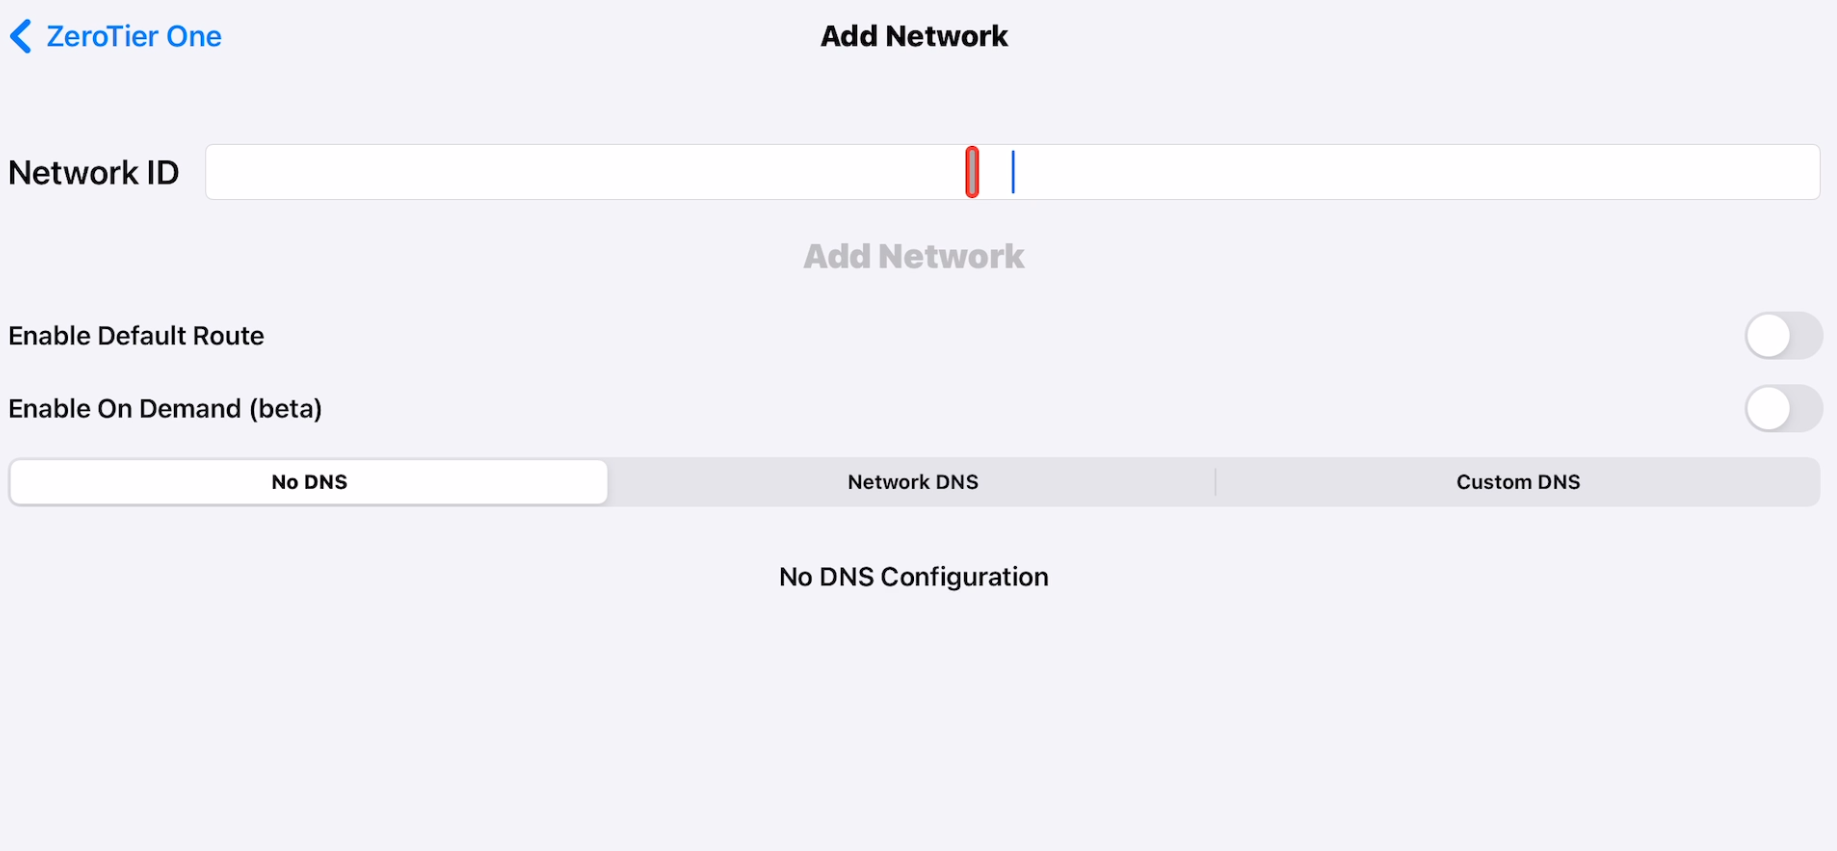 ZeroTier One
Add Network
Network ID
Add Network
Enable Default Route
Enable On Demand (beta)
No DNS
Network DNS
Custom DNS
No DNS Configuration